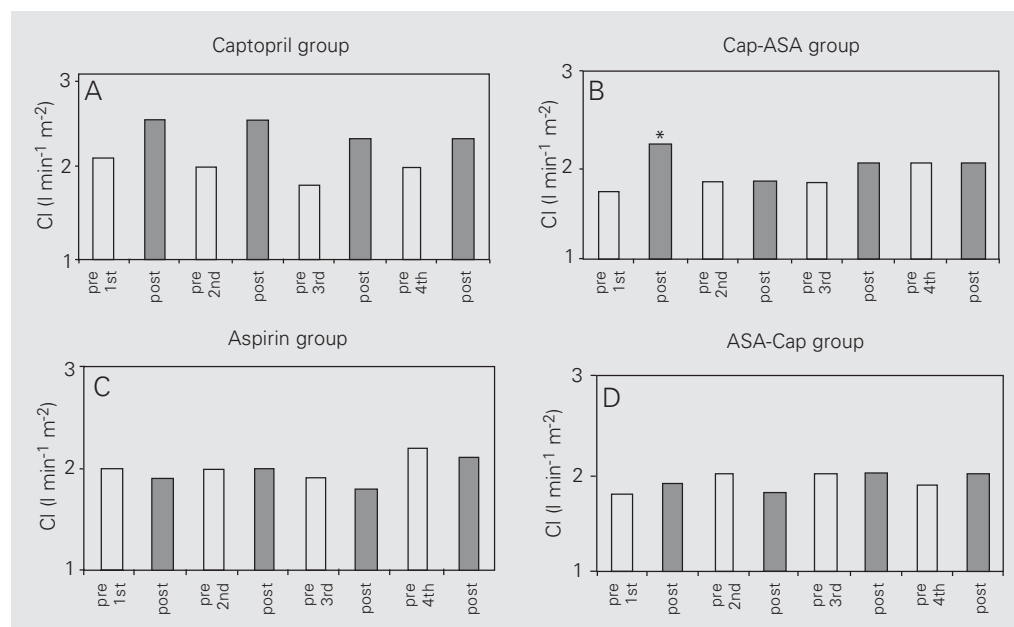 Captopril group
A
CI (l min-1 m-2)
3
2
1
pre 1st
post
pre 2nd
post
pre 3rd
post
pre 4th
post
Cap-ASA group
B
*
CI (l min-1 m-2)
3
2
1
pre 1st
post
pre 2nd
post
pre 3rd
post
pre 4th
post
Aspirin group
C
CI (l min-1 m-2)
3
2
1
pre 1st
post
pre 2nd
post
pre 3rd
post
pre 4th
post
ASA-Cap group
D
CI (l min-1 m-2)
3
2
1
pre 1st
post
pre 2nd
post
pre 3rd
post
pre 4th
post